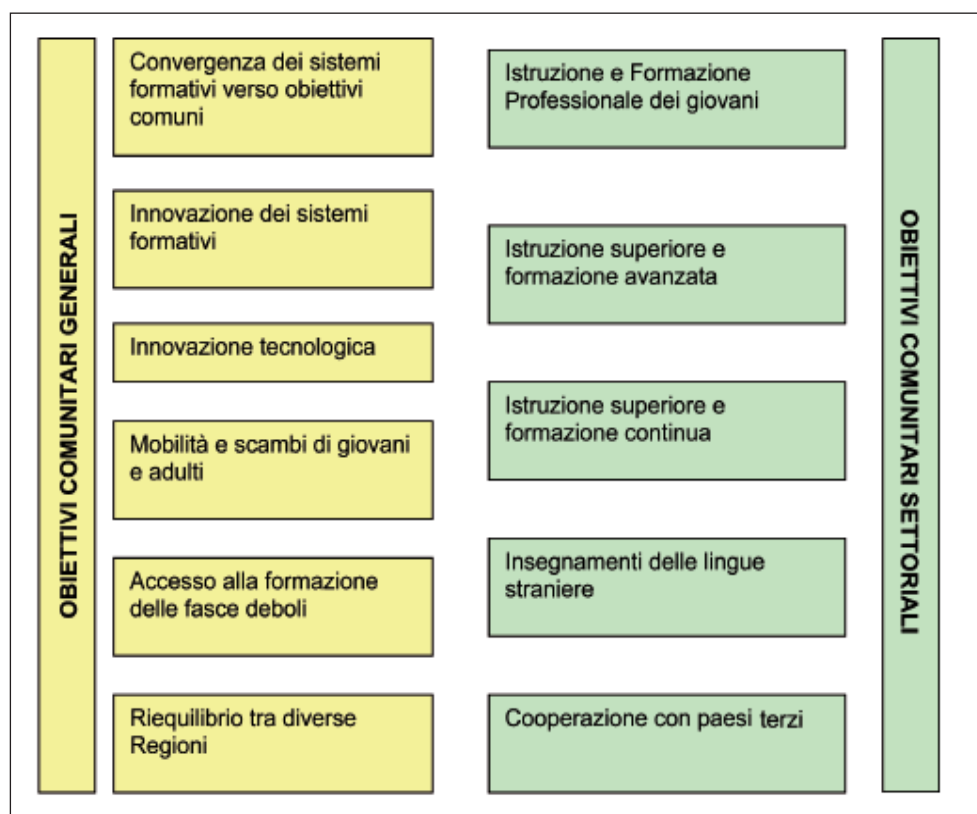 OBIETTIVI COMUNITARI GENERALI
Convergenza dei sistemi
formativi verso obiettivi
comuni
Innovazione dei sistemi
formativi
Innovazione tecnologica
Mobilità e scambi di giovani
e adulti
Accesso alla formazione
delle fasce deboli
Riequilibrio tra diverse
Regioni
Istruzione e Formazione
Professionale dei giovani
Istruzione superiore e
formazione avanzata
Istruzione superiore e
formazione continua
Insegnamenti delle lingue
straniere
Cooperazione con paesi terzi
OBIETTIVI COMUNITARI SETTORIALI